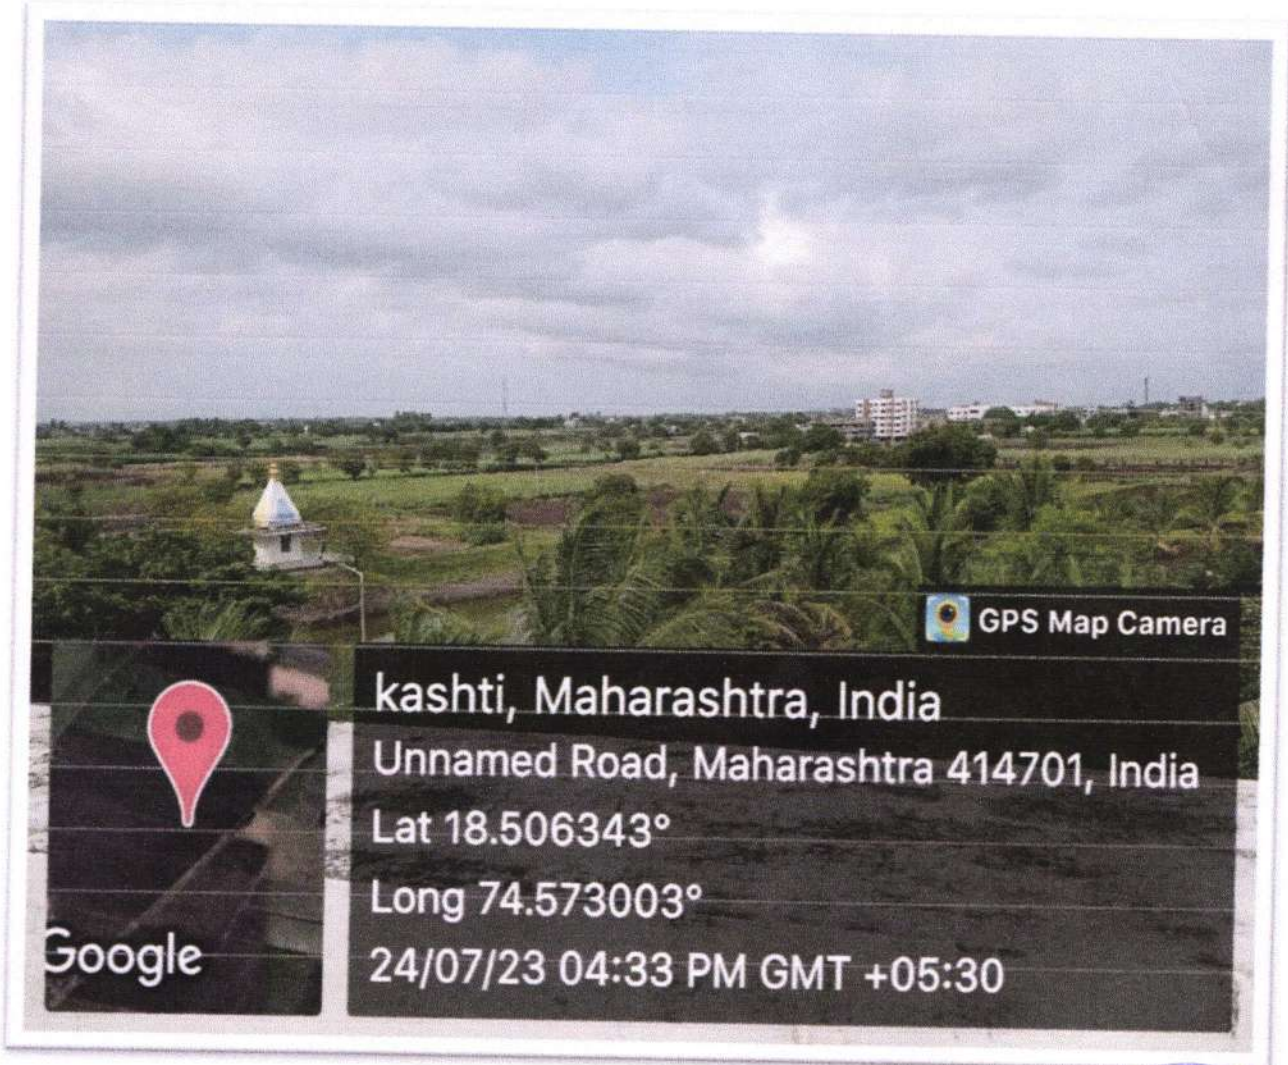 GPS Map Camera
kashti, Maharashtra, India
Unnamed Road, Maharashtra 414701, India
Lat 18.506343°
Long 74.573003°
24/07/23 04:33 PM GMT +05:30
Google